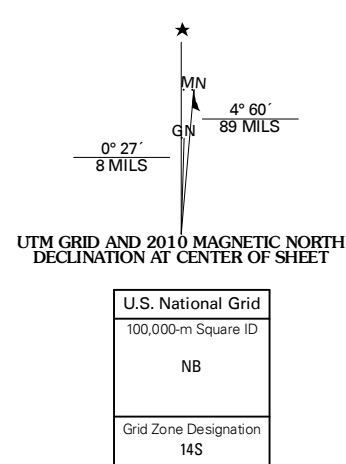 MN
4° 60´
89 MILS
GN
0° 27´
8 MILS
UTM GRID AND 2010 MAGNETIC NORTH
DECLINATION AT CENTER OF SHEET
U.S. National Grid
100,000-m Square ID
NB
Grid Zone Designation
14S